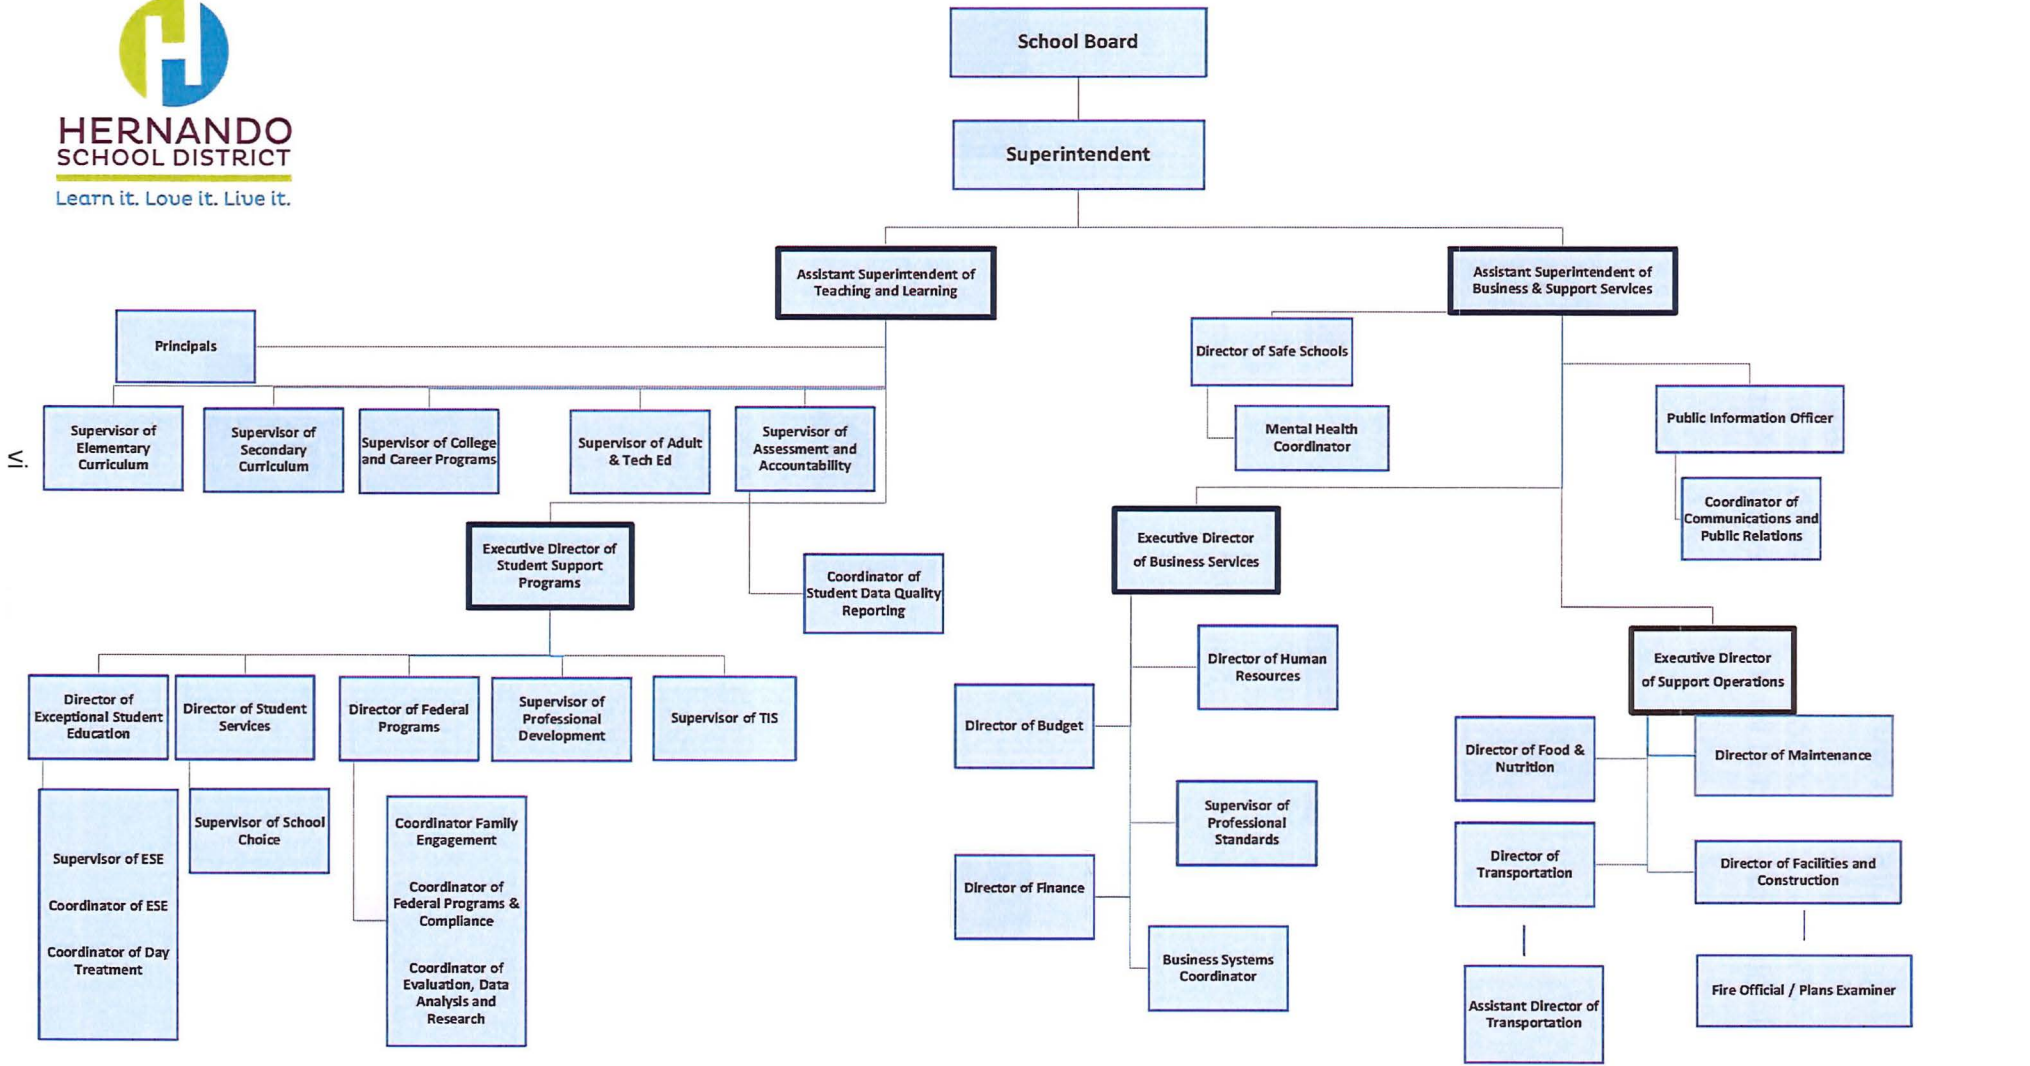 HERNANDO
SCHOOL DISTRICT
Learn it. Love it. Live it.
School Board
Superintendent
Assistant Superintendent of
Teaching and Learning
Assistant Superintendent of
Business & Support Services
Principals
Director of Safe Schools
Mental Health
Coordinator
Public Information Officer
Coordinator of
Communications and
Public Relations
Supervisor of
Elementary
Curriculum
Supervisor of
Secondary
Curriculum
Supervisor of College
and Career Programs
Supervisor of Adult
& Tech Ed
Supervisor of
Assessment and
Accountability
vi
Executive Director of
Student Support
Programs
Coordinator of
Student Data Quality
Reporting
Executive Director
of Business Services
Executive Director
of Support Operations
Director of
Exceptional Student
Education
Director of Student
Services
Director of Federal
Programs
Supervisor of
Professional
Development
Supervisor of TIS
Supervisor of ESE
Coordinator of ESE
Coordinator of Day
Treatment
Supervisor of School
Choice
Coordinator Family
Engagement
Coordinator of
Federal Programs &
Compliance
Coordinator of
Evaluation, Data
Analysis and
Research
Director of Human
Resources
Director of Budget
Supervisor of
Professional
Standards
Director of Finance
Business Systems
Coordinator
Director of Food &
Nutrition
Director of Maintenance
Director of
Transportation
Director of Facilities and
Construction
Assistant Director of
Transportation
Fire Official / Plans Examiner